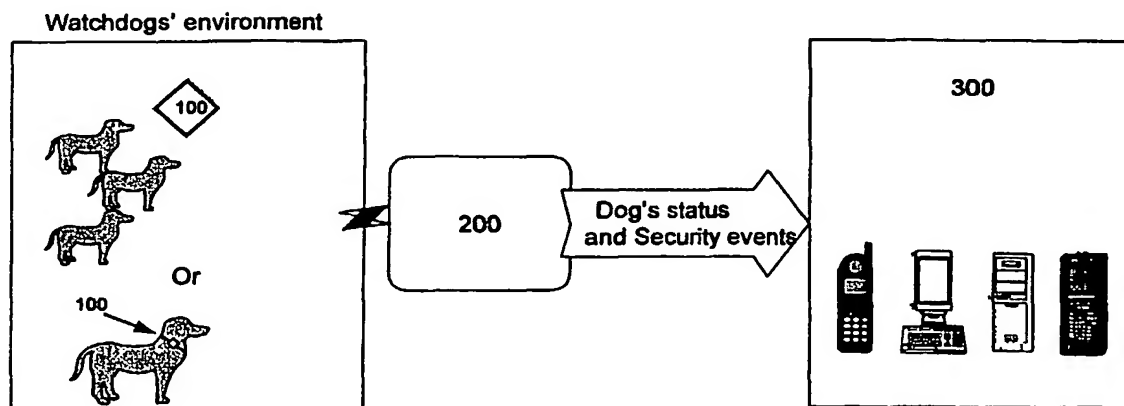 Watchdogs' environment
100
Or
100
200
Dog's status
and Security events
300